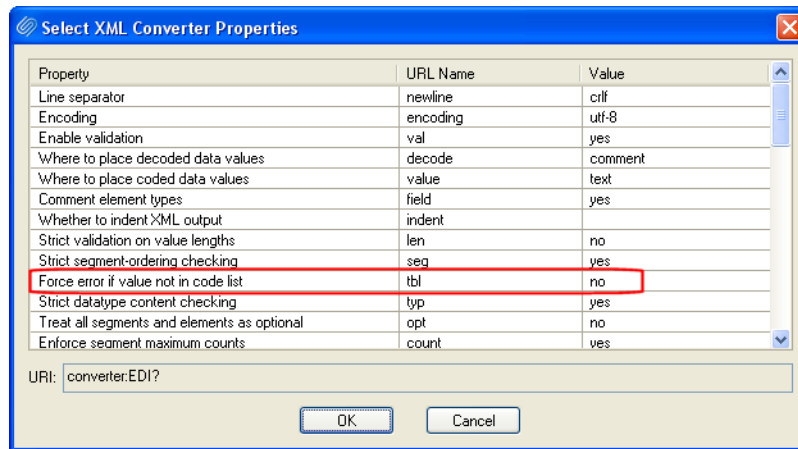 Select XML Converter Properties
Property URL Name Value
Line separator newline crlf
Encoding encoding utf-8
Enable validation val yes
Where to place decoded data values decode comment
Where to place coded data values value text
Comment element types field yes
Whether to indent XML output indent
Strict validation on value lengths len no
Strict segment-ordering checking seg yes
Force error if value not in code list tbl no
Strict datatype content checking typ yes
Treat all segments and elements as optional opt no
Enforce segment maximum counts count yes
URI: converter:EDI?
OK Cancel